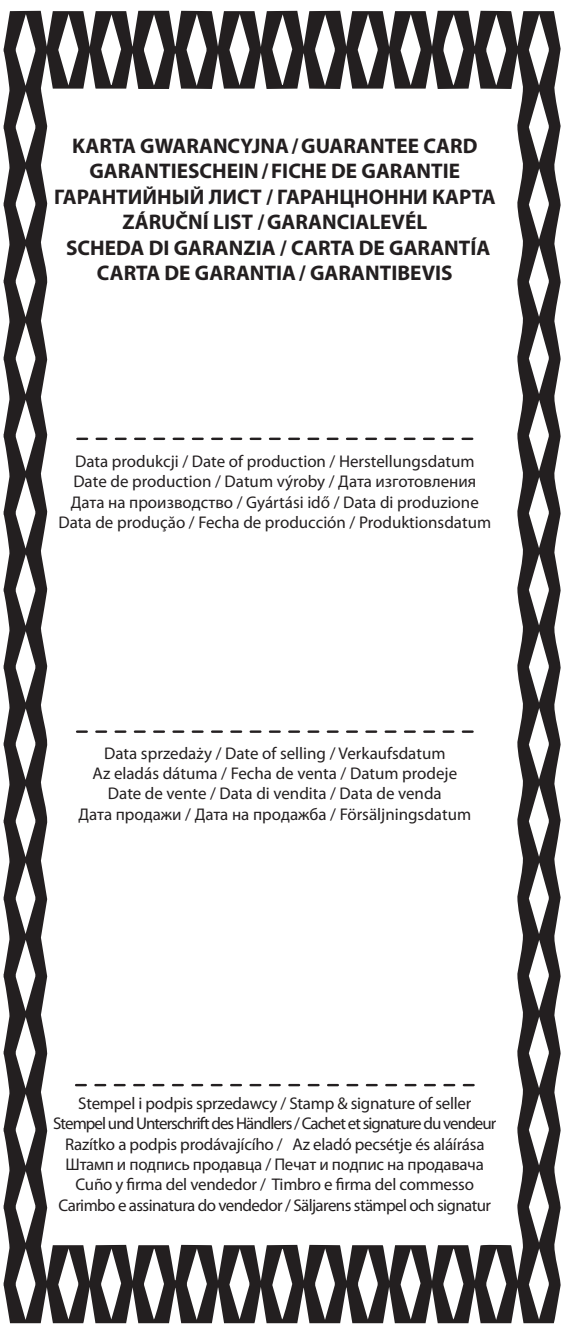 KARTA GWARANCYJNA / GUARANTEE CARD
GARANTIESCHEIN / FICHE DE GARANTIE
ГАРАНТИЙНЫЙ ЛИСТ / ГАРАНЦНОННИ КАРТА
ZÁRUČNÍ LIST / GARANCIALEVÉL
SCHEDA DI GARANZIA / CARTA DE GARANTÍA
CARTA DE GARANTIA / GARANTIBEVIS
Data produkcji / Date of production / Herstellungsdatum
Date de production / Datum výroby / Дата изготовления
Дата на производство / Gyártási idő / Data di produzione
Data de produçăo / Fecha de producción / Produktionsdatum
Data sprzedaży / Date of selling / Verkaufsdatum
Az eladás dátuma / Fecha de venta / Datum prodeje
Date de vente / Data di vendita / Data de venda
Дата продажи / Дата на продажба / Försäljningsdatum
Stempel i podpis sprzedawcy / Stamp & signature of seller
Stempel und Unterschrift des Händlers / Cachet et signature du vendeur
Razítko a podpis prodávajícího / Az eladó pecsétje és aláírása
Штамп и подпись продавца / Печат и подпис на продавача
Cuño y firma del vendedor / Timbro e firma del commesso
Carimbo e assinatura do vendedor / Säljarens stämpel och signatur